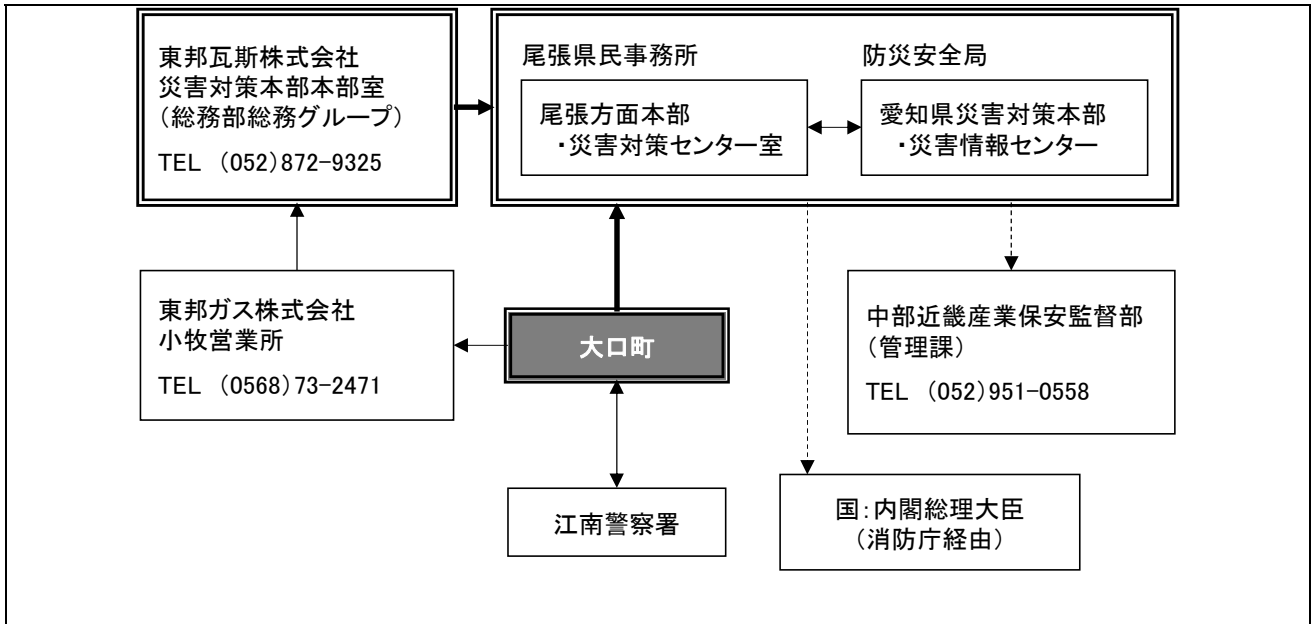 東邦瓦斯株式会社
災害対策本部本部室
(総務部総務グループ)
TEL (052)872-9325
尾張県民事務所
尾張方面本部
・災害対策センター室
防災安全局
愛知県災害対策本部
・災害情報センター
東邦ガス株式会社
小牧営業所
TEL (0568)73-2471
大口町
中部近畿産業保安監督部
(管理課)
TEL (052)951-0558
江南警察署
国:内閣総理大臣
(消防庁経由)